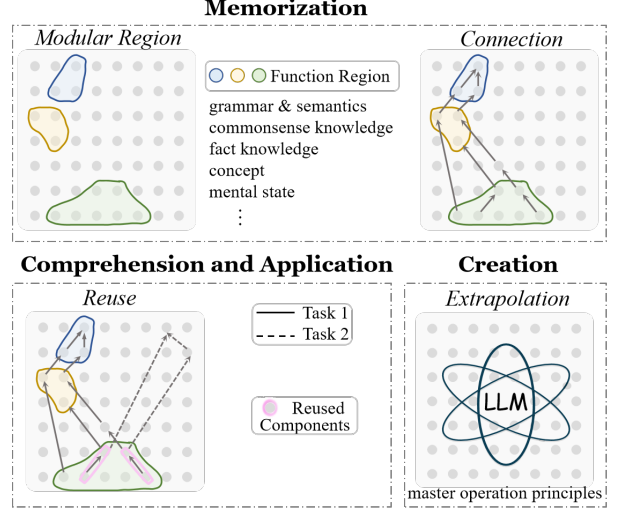 Memorization
Modular Region
Connection
Function Region
grammar & semantics
commonsense knowledge
fact knowledge
concept
mental state
⋮
Comprehension and Application
Creation
Reuse
Extrapolation
Task 1
Task 2
Reused
Components
LLM
master operation principles